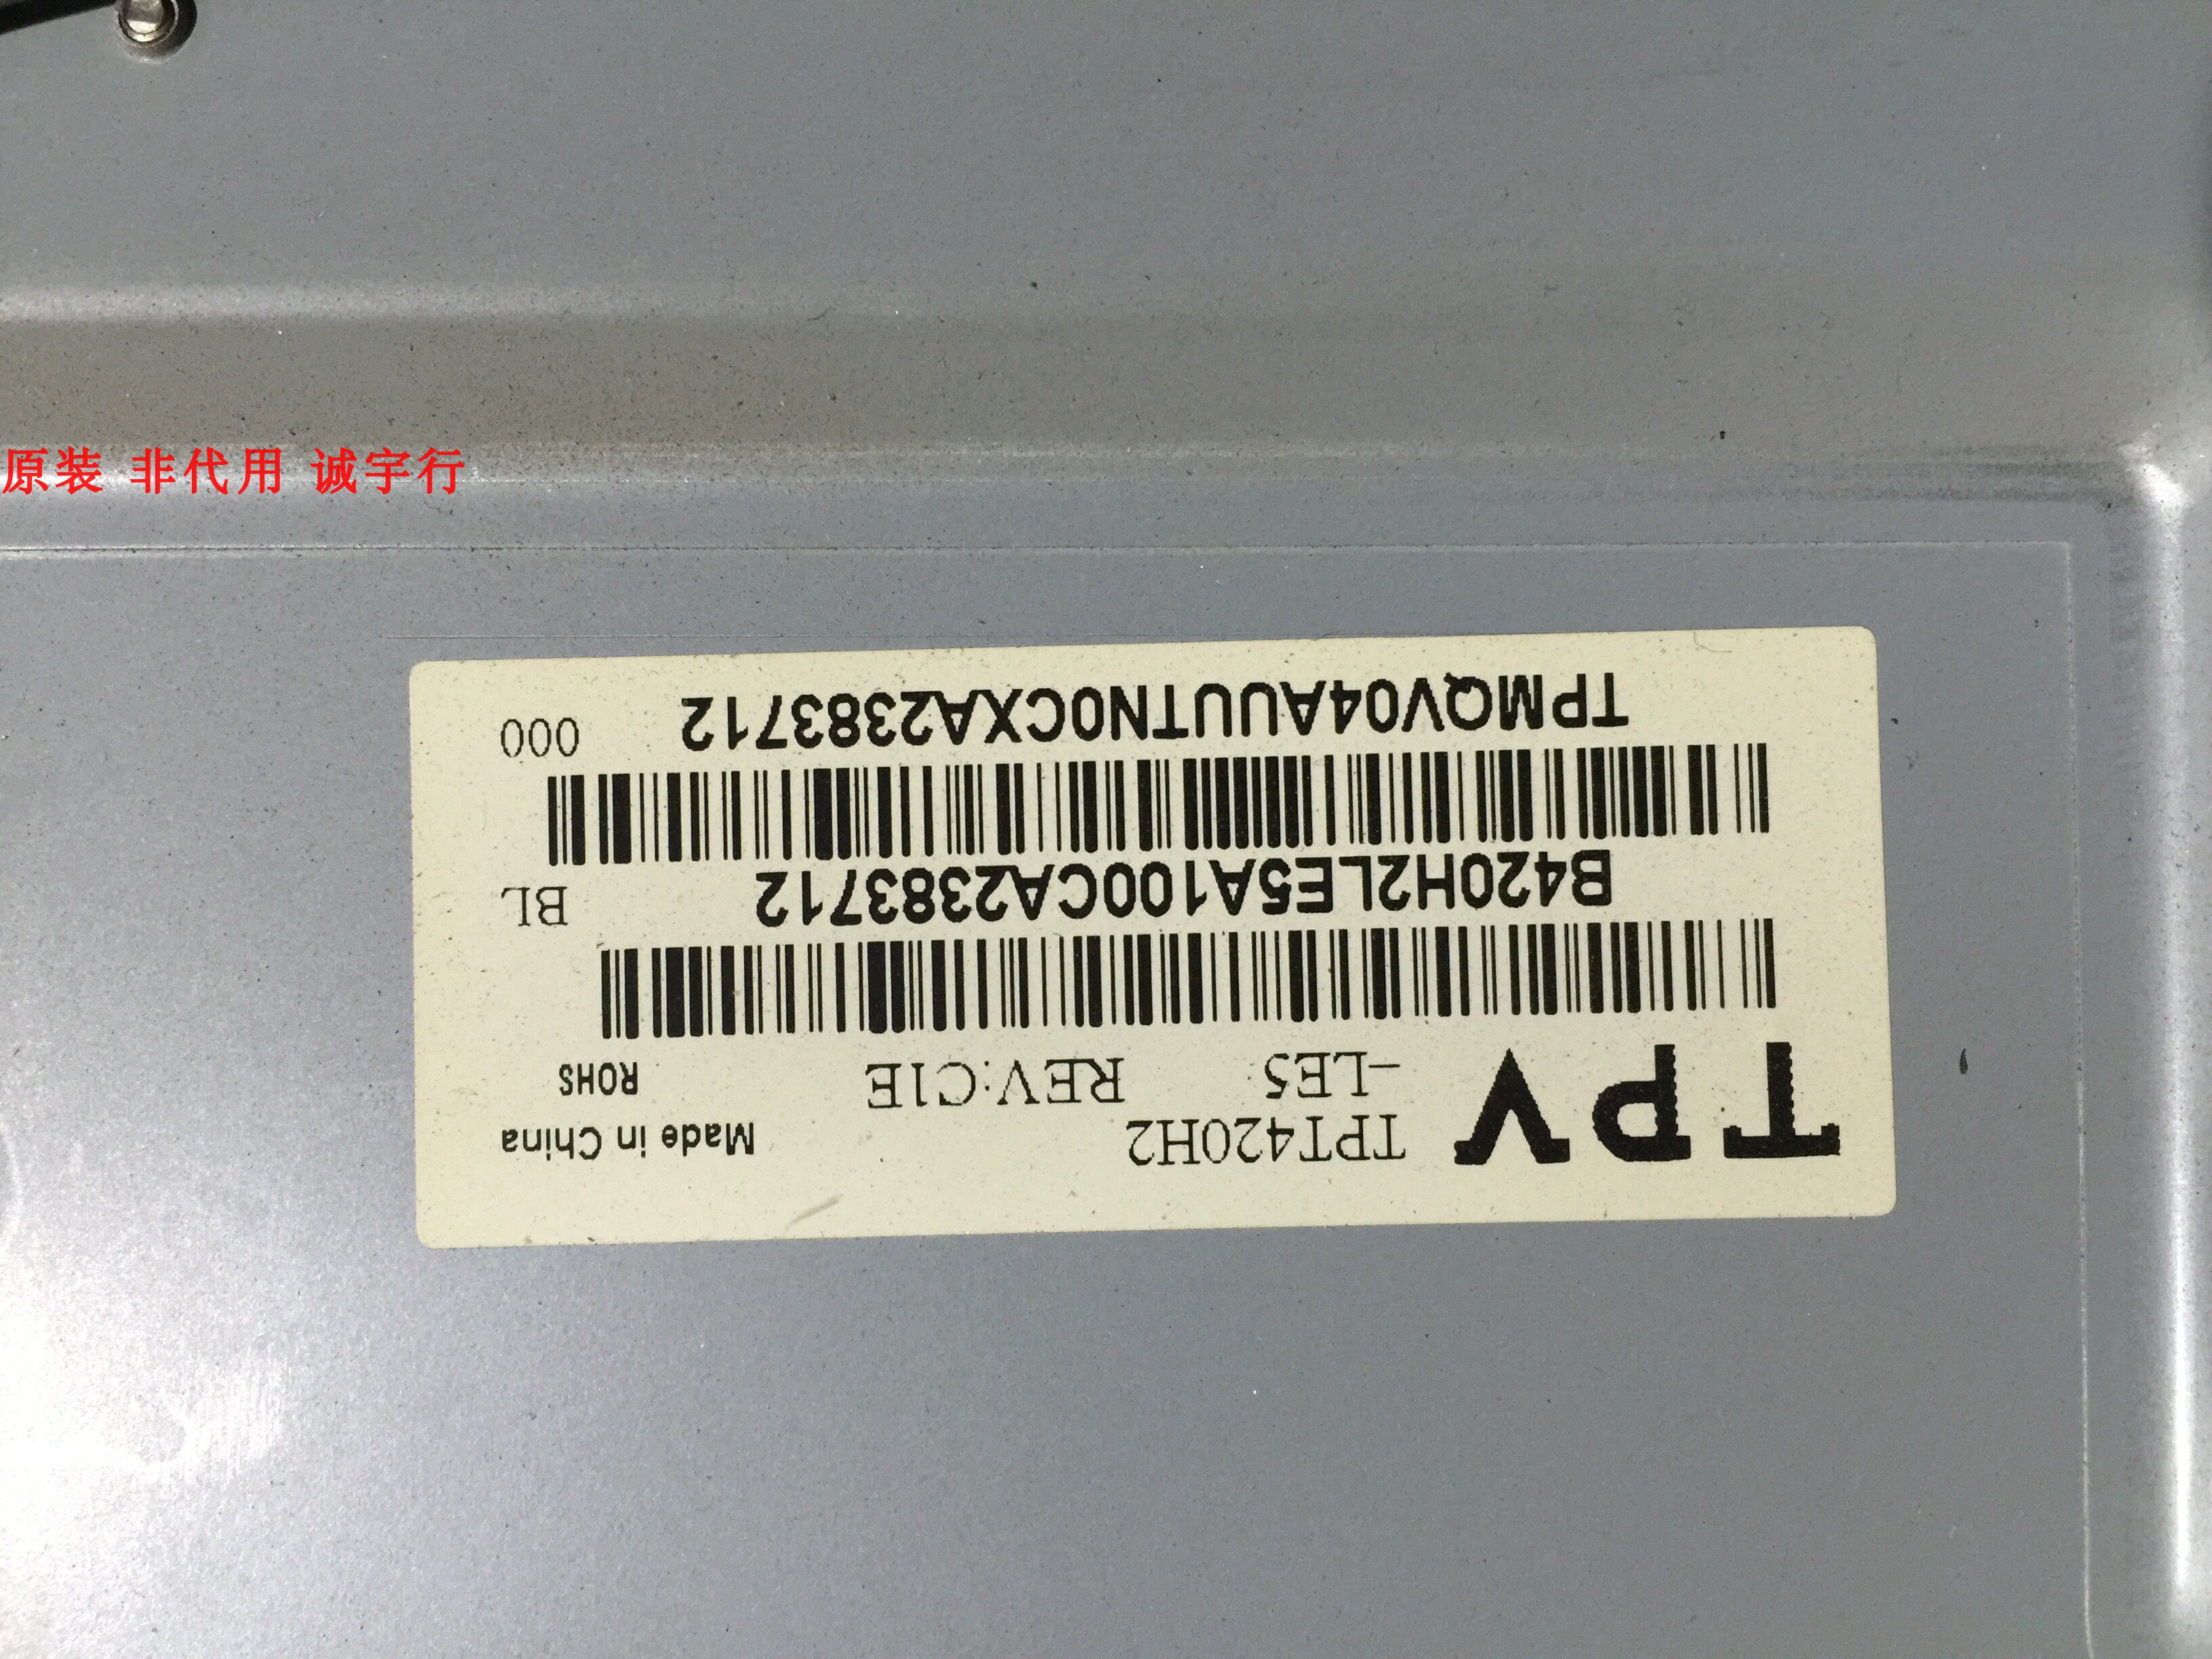 原装 非代用 诚宇行
TPV
TPT420H2
-LE5 REV:C1E
Made in China
ROHS
B420H2LE5A100CA2383712
BL
TPMQV04AUUTN0CXA2383712
000